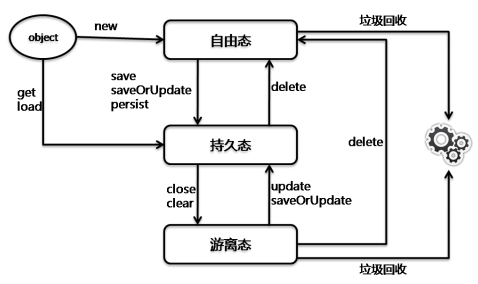 垃圾回收
new
object
自由态
save
saveOrUpdate
persist
get
load
delete
delete
持久态
close
clear
update
saveOrUpdate
游离态
垃圾回收